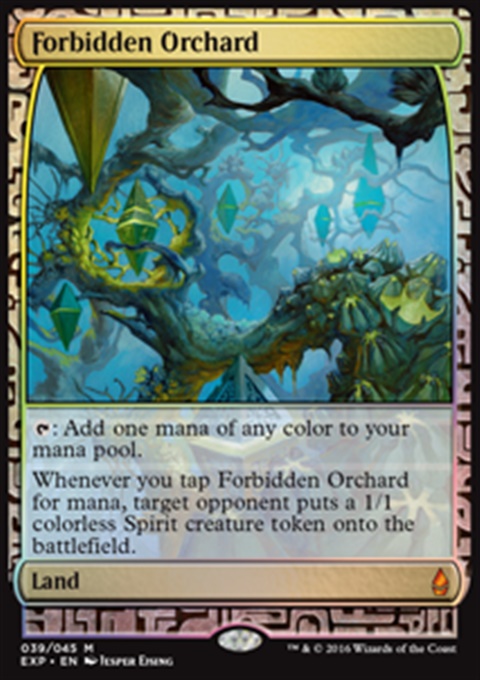 Forbidden Orchard
: Add one mana of any color to your
mana pool.
Whenever you tap Forbidden Orchard
for mana, target opponent puts a 1/1
colorless Spirit creature token onto the
battlefield.
Land
039/045 M
EXP • EN Jesper Ejsing
™ & © 2016 Wizards of the Coast